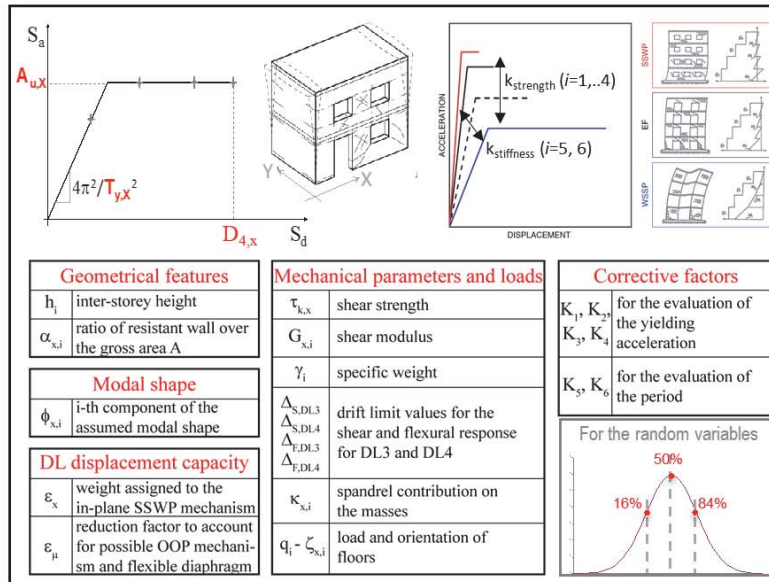 Sa
Au,X
4π²/Ty,X²
D4,x
Sd
Y
X
ACCELERATION
kstrength (i=1,..4)
kstiffness (i=5, 6)
DISPLACEMENT
SSWP
EF
WSSP
Geometrical features
hi inter-storey height
αx,i ratio of resistant wall over
the gross area A
Modal shape
ϕx,i i-th component of the
assumed modal shape
DL displacement capacity
εx weight assigned to the
in-plane SSWP mechanism
εμ reduction factor to account
for possible OOP mechani-
sm and flexible diaphragm
Mechanical parameters and loads
τk,x shear strength
Gx,i shear modulus
γi specific weight
ΔS,DL3
ΔS,DL4
ΔF,DL3
ΔF,DL4
drift limit values for the
shear and flexural response
for DL3 and DL4
κx,i spandrel contribution on
the masses
qi - ζx,i load and orientation of
floors
Corrective factors
K1, K2,
K3, K4
for the evaluation of
the yielding
acceleration
K5, K6 for the evaluation of
the period
For the random variables
50%
16%
84%